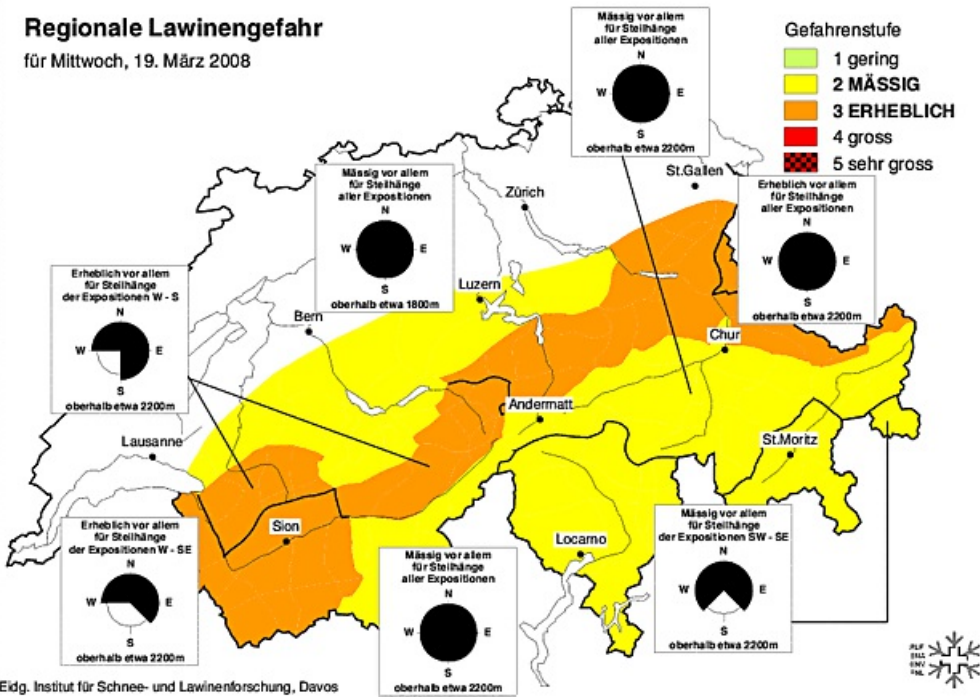 Regionale Lawinengefahr
für Mittwoch, 19. März 2008
Mässig vor allem
für Steilhänge
aller Expositionen
N
W E
S
oberhalb etwa 2200m
Gefahrenstufe
1 gering
2 MÄSSIG
3 ERHEBLICH
4 gross
5 sehr gross
St.Gallen
Zürich
Mässig vor allem
für Steilhänge
aller Expositionen
N
W E
S
oberhalb etwa 1800m
Erheblich vor allem
für Steilhänge
aller Expositionen
N
W E
S
oberhalb etwa 2200m
Erheblich vor allem
für Steilhänge
der Expositionen W - S
N
W E
S
oberhalb etwa 2200m
Luzern
Bern
Chur
Andermatt
Lausanne
St.Moritz
Sion
Locarno
Erheblich vor allem
für Steilhänge
der Expositionen W - SE
N
W E
S
oberhalb etwa 2200m
Mässig vor allem
für Steilhänge
aller Expositionen
N
W E
S
oberhalb etwa 2200m
Mässig vor allem
für Steilhänge
der Expositionen SW - SE
N
W E
S
oberhalb etwa 2200m
Eidg. Institut für Schnee- und Lawinenforschung, Davos
SLF